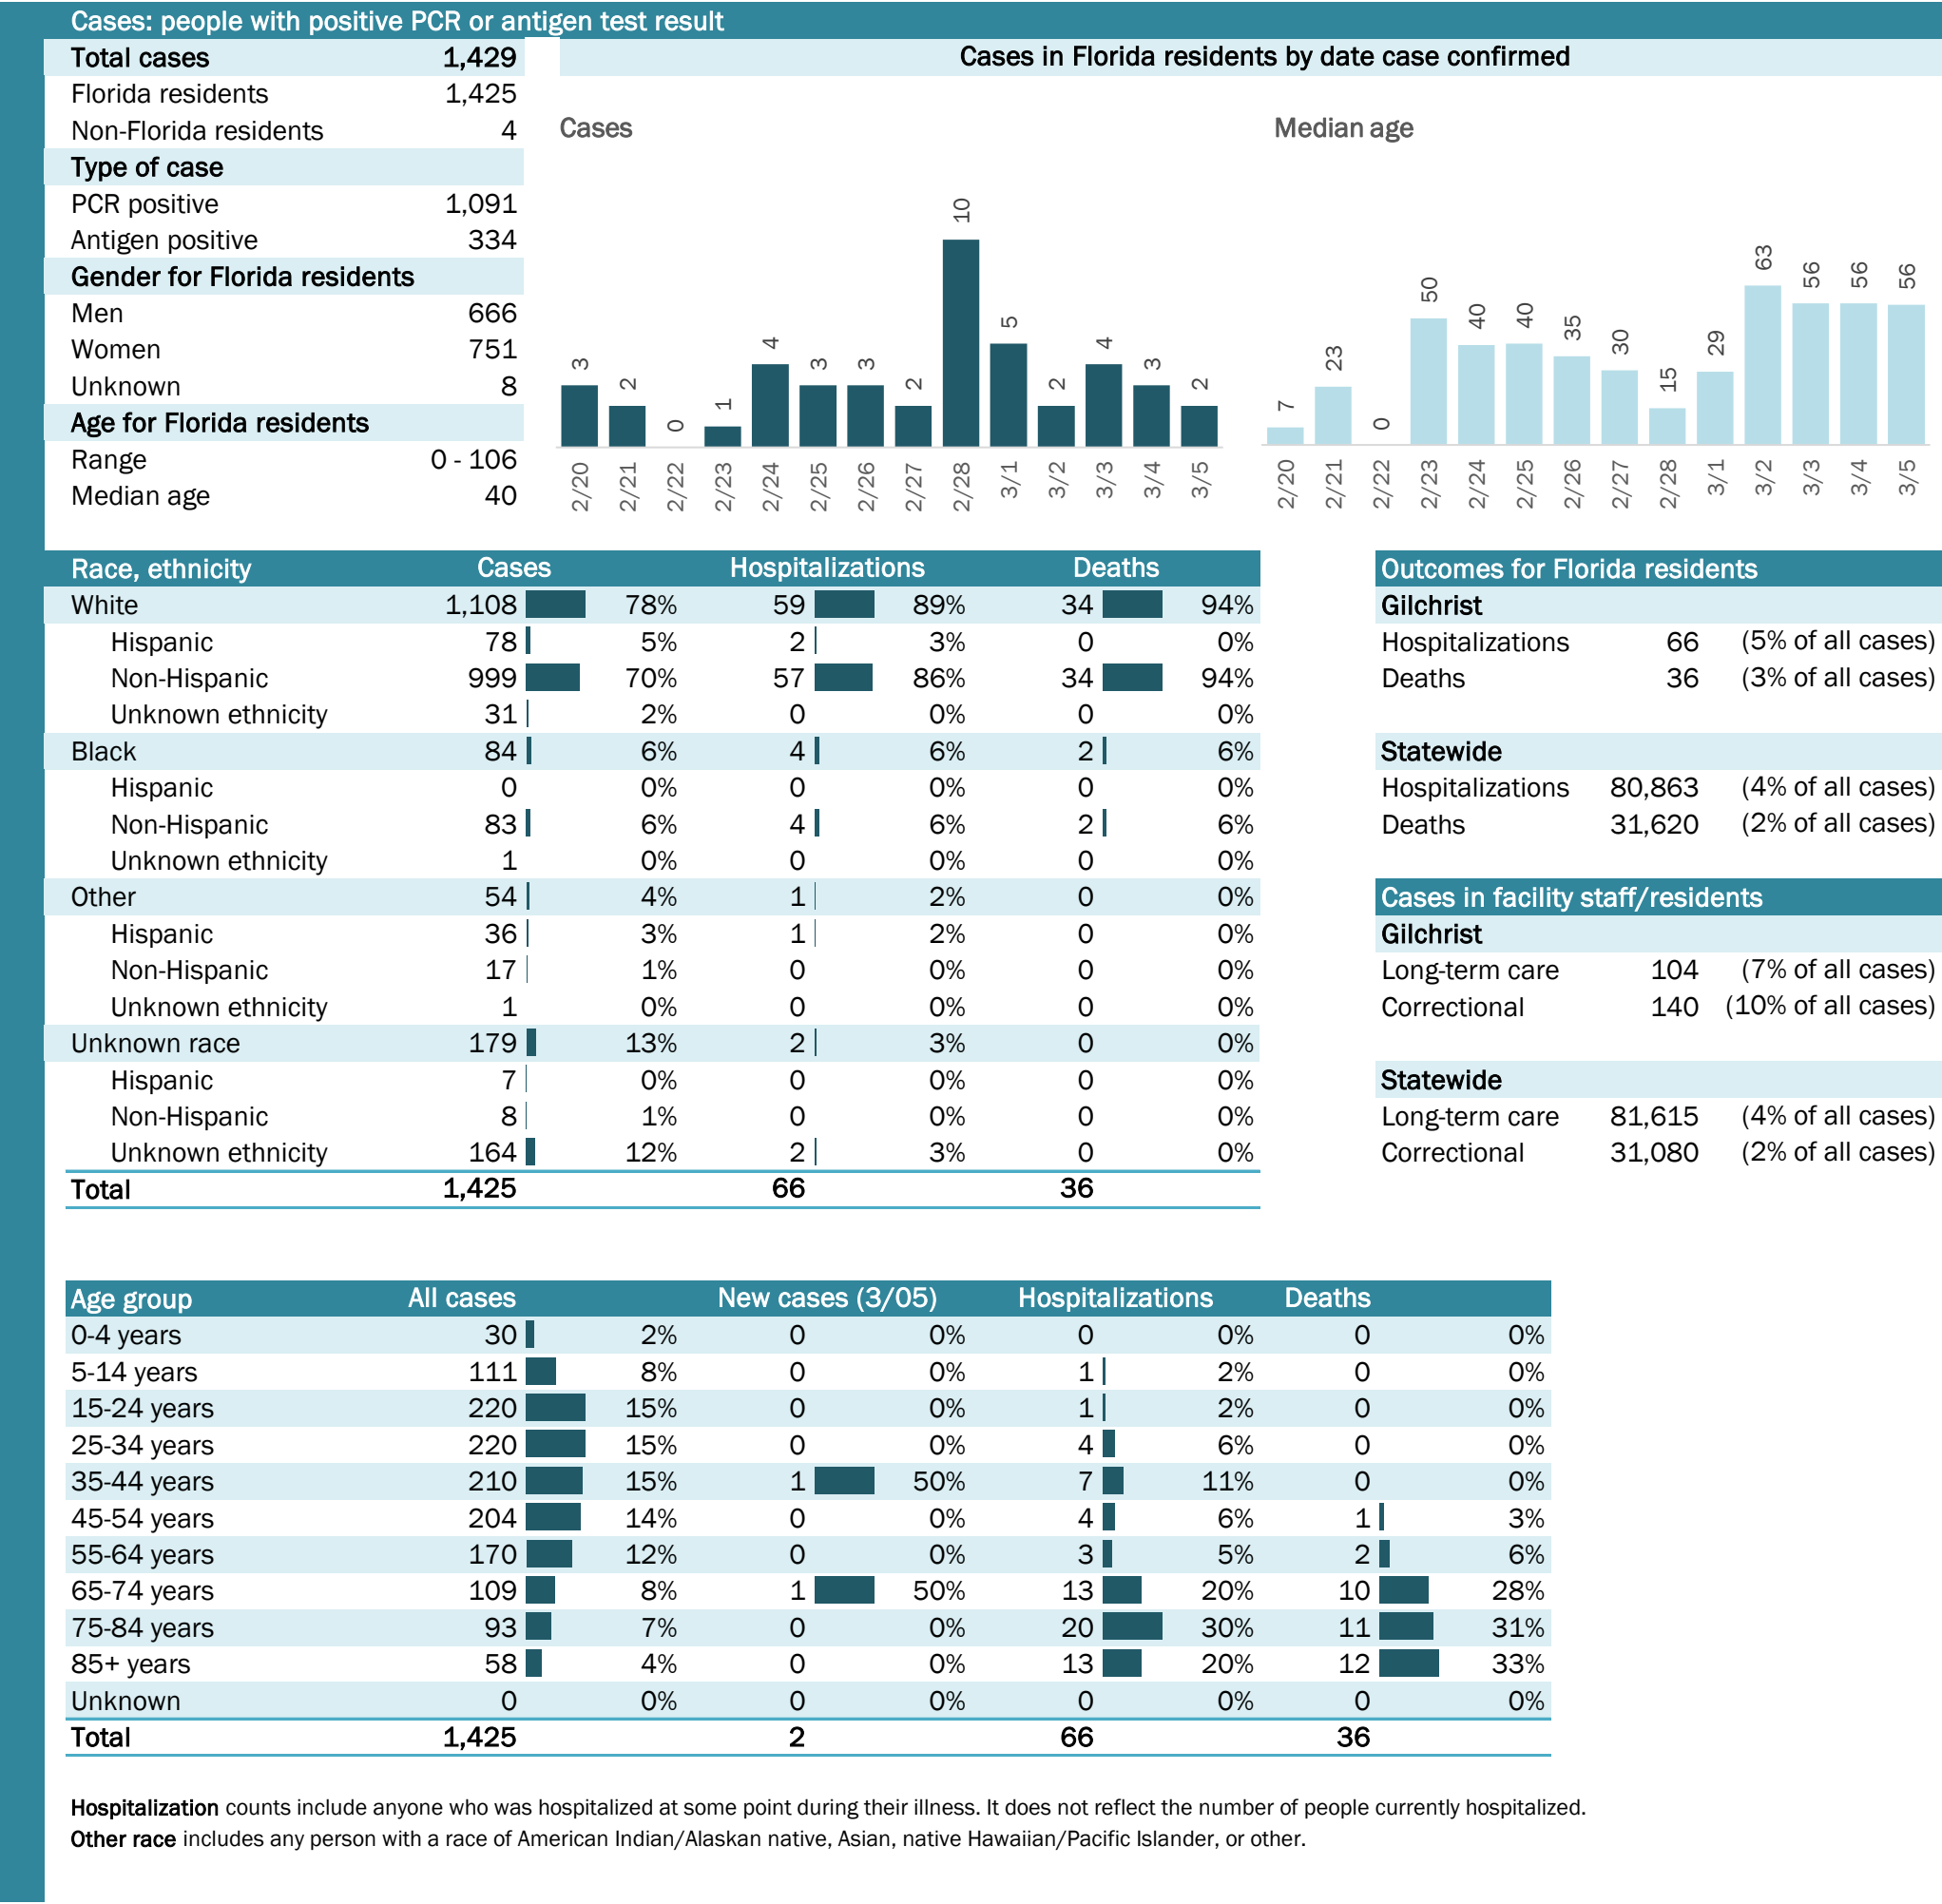 Cases: people with positive PCR or antigen test result
Total cases 1,429
Florida residents 1,425
Non-Florida residents 4
Type of case
PCR positive 1,091
Antigen positive 334
Gender for Florida residents
Men 666
Women 751
Unknown 8
Age for Florida residents
Range 0 - 106
Median age 40
Cases in Florida residents by date case confirmed
Cases
3 2 0 1 4 3 3 2 10 5 2 4 3 2
2/20 2/21 2/22 2/23 2/24 2/25 2/26 2/27 2/28 3/1 3/2 3/3 3/4 3/5
Median age
7 23 0 50 40 40 35 30 15 29 63 56 56 56
2/20 2/21 2/22 2/23 2/24 2/25 2/26 2/27 2/28 3/1 3/2 3/3 3/4 3/5
Race, ethnicity Cases Hospitalizations Deaths
White 1,108 78% 59 89% 34 94%
Hispanic 78 5% 2 3% 0 0%
Non-Hispanic 999 70% 57 86% 34 94%
Unknown ethnicity 31 2% 0 0% 0 0%
Black 84 6% 4 6% 2 6%
Hispanic 0 0% 0 0% 0 0%
Non-Hispanic 83 6% 4 6% 2 6%
Unknown ethnicity 1 0% 0 0% 0 0%
Other 54 4% 1 2% 0 0%
Hispanic 36 3% 1 2% 0 0%
Non-Hispanic 17 1% 0 0% 0 0%
Unknown ethnicity 1 0% 0 0% 0 0%
Unknown race 179 13% 2 3% 0 0%
Hispanic 7 0% 0 0% 0 0%
Non-Hispanic 8 1% 0 0% 0 0%
Unknown ethnicity 164 12% 2 3% 0 0%
Total 1,425 66 36
Outcomes for Florida residents
Gilchrist
Hospitalizations 66 (5% of all cases)
Deaths 36 (3% of all cases)
Statewide
Hospitalizations 80,863 (4% of all cases)
Deaths 31,620 (2% of all cases)
Cases in facility staff/residents
Gilchrist
Long-term care 104 (7% of all cases)
Correctional 140 (10% of all cases)
Statewide
Long-term care 81,615 (4% of all cases)
Correctional 31,080 (2% of all cases)
Age group All cases New cases (3/05) Hospitalizations Deaths
0-4 years 30 2% 0 0% 0 0% 0 0%
5-14 years 111 8% 0 0% 1 2% 0 0%
15-24 years 220 15% 0 0% 1 2% 0 0%
25-34 years 220 15% 0 0% 4 6% 0 0%
35-44 years 210 15% 1 50% 7 11% 0 0%
45-54 years 204 14% 0 0% 4 6% 1 3%
55-64 years 170 12% 0 0% 3 5% 2 6%
65-74 years 109 8% 1 50% 13 20% 10 28%
75-84 years 93 7% 0 0% 20 30% 11 31%
85+ years 58 4% 0 0% 13 20% 12 33%
Unknown 0 0% 0 0% 0 0% 0 0%
Total 1,425 2 66 36
Hospitalization counts include anyone who was hospitalized at some point during their illness. It does not reflect the number of people currently hospitalized.
Other race includes any person with a race of American Indian/Alaskan native, Asian, native Hawaiian/Pacific Islander, or other.